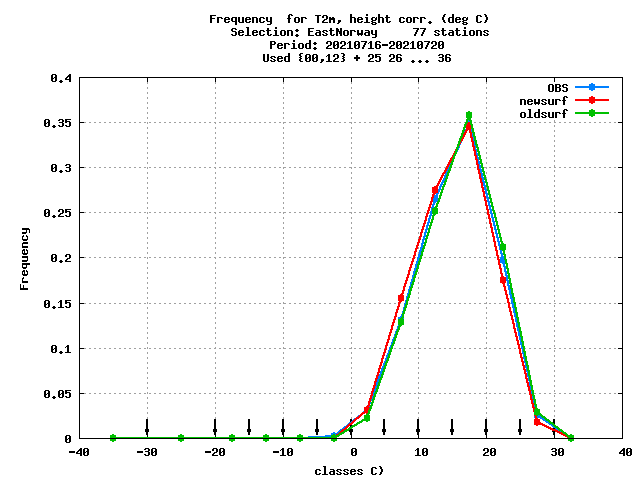 Frequency  for T2m, height corr. (deg C)
Selection: EastNorway     77 stations
Period: 20210716-20210720
Used {00,12} + 25 26 ... 36
OBS
newsurf
oldsurf
0.4
0.35
0.3
0.25
0.2
0.15
0.1
0.05
0
Frequency
-40 -30 -20 -10 0 10 20 30 40
classes C)